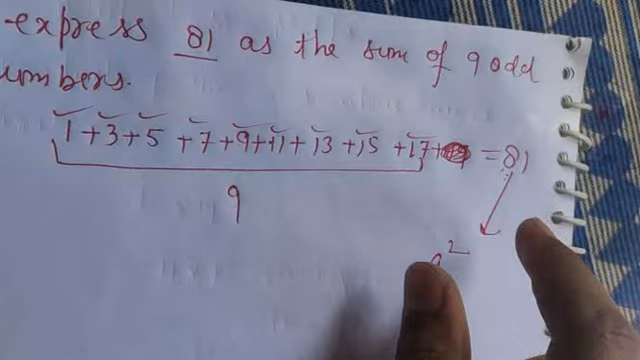 express 81 as the sum of 9 odd
numbers.
1+3+5+7+9+11+13+15+17+ =81
9
9²